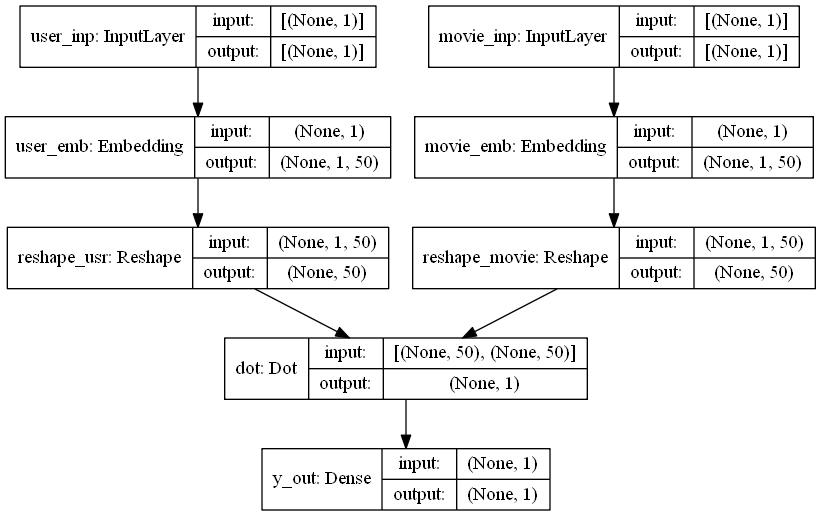 user_inp: InputLayer
input: [(None, 1)]
output: [(None, 1)]
movie_inp: InputLayer
input: [(None, 1)]
output: [(None, 1)]
user_emb: Embedding
input: (None, 1)
output: (None, 1, 50)
movie_emb: Embedding
input: (None, 1)
output: (None, 1, 50)
reshape_usr: Reshape
input: (None, 1, 50)
output: (None, 50)
reshape_movie: Reshape
input: (None, 1, 50)
output: (None, 50)
dot: Dot
input: [(None, 50), (None, 50)]
output: (None, 1)
y_out: Dense
input: (None, 1)
output: (None, 1)